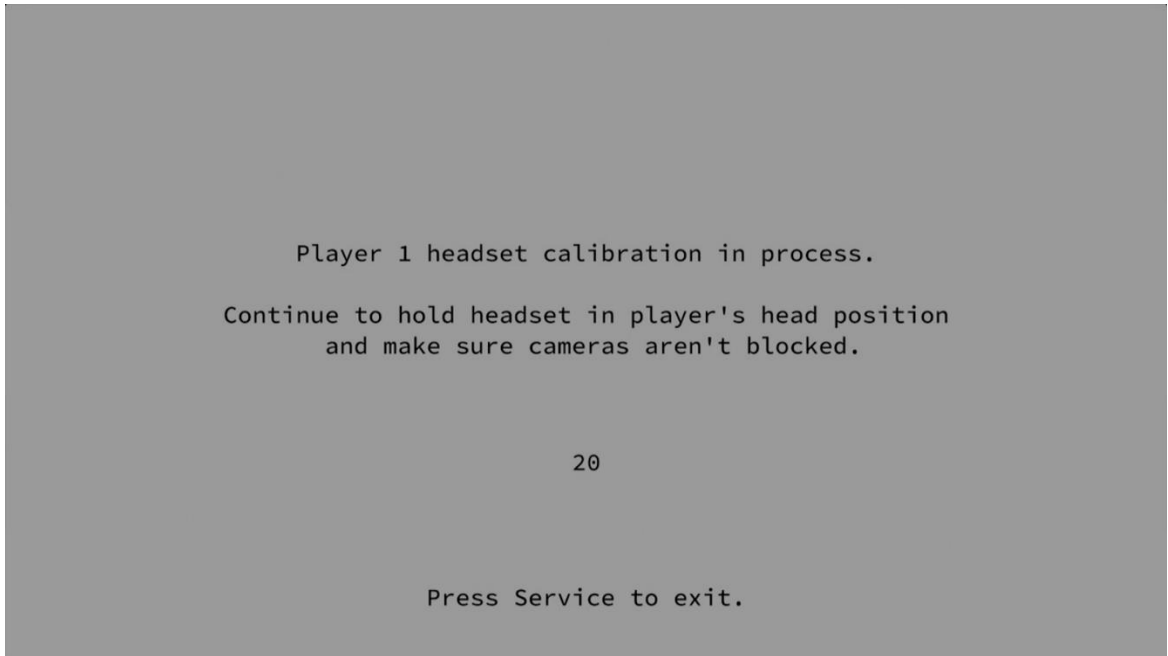 Player 1 headset calibration in process.
Continue to hold headset in player's head position
and make sure cameras aren't blocked.
20
Press Service to exit.